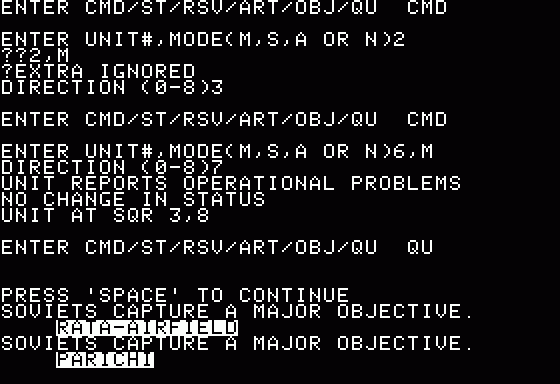 ENTER CMD/ST/RSV/ART/OBJ/QU  CMD
ENTER UNIT#,MODE(M,S,A OR N)2
??2,M
?EXTRA IGNORED
DIRECTION (0-8)3
ENTER CMD/ST/RSV/ART/OBJ/QU  CMD
ENTER UNIT#,MODE(M,S,A OR N)6,M
DIRECTION (0-8)7
UNIT REPORTS OPERATIONAL PROBLEMS
NO CHANGE IN STATUS
UNIT AT SQR 3,8
ENTER CMD/ST/RSV/ART/OBJ/QU  QU
PRESS 'SPACE' TO CONTINUE
SOVIETS CAPTURE A MAJOR OBJECTIVE.
RATA-AIRFIELD
SOVIETS CAPTURE A MAJOR OBJECTIVE.
PARICHI